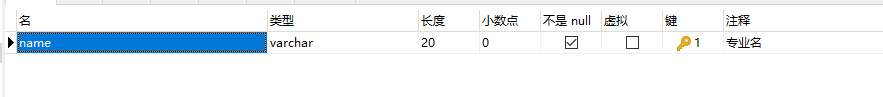 名 类型 长度 小数点 不是 null 虚拟 键 注释
name varchar 20 0 1 专业名